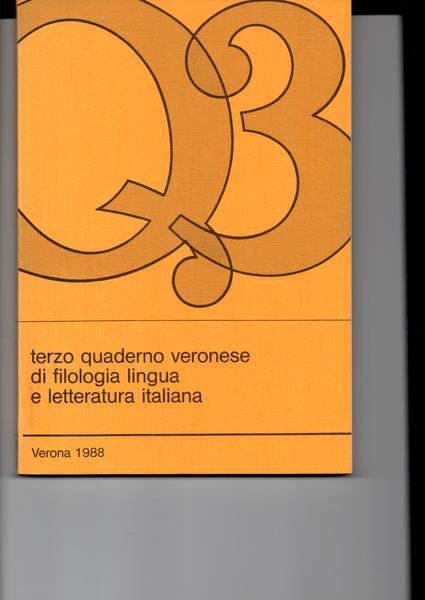 Q3
terzo quaderno veronese
di filologia lingua
e letteratura italiana
Verona 1988